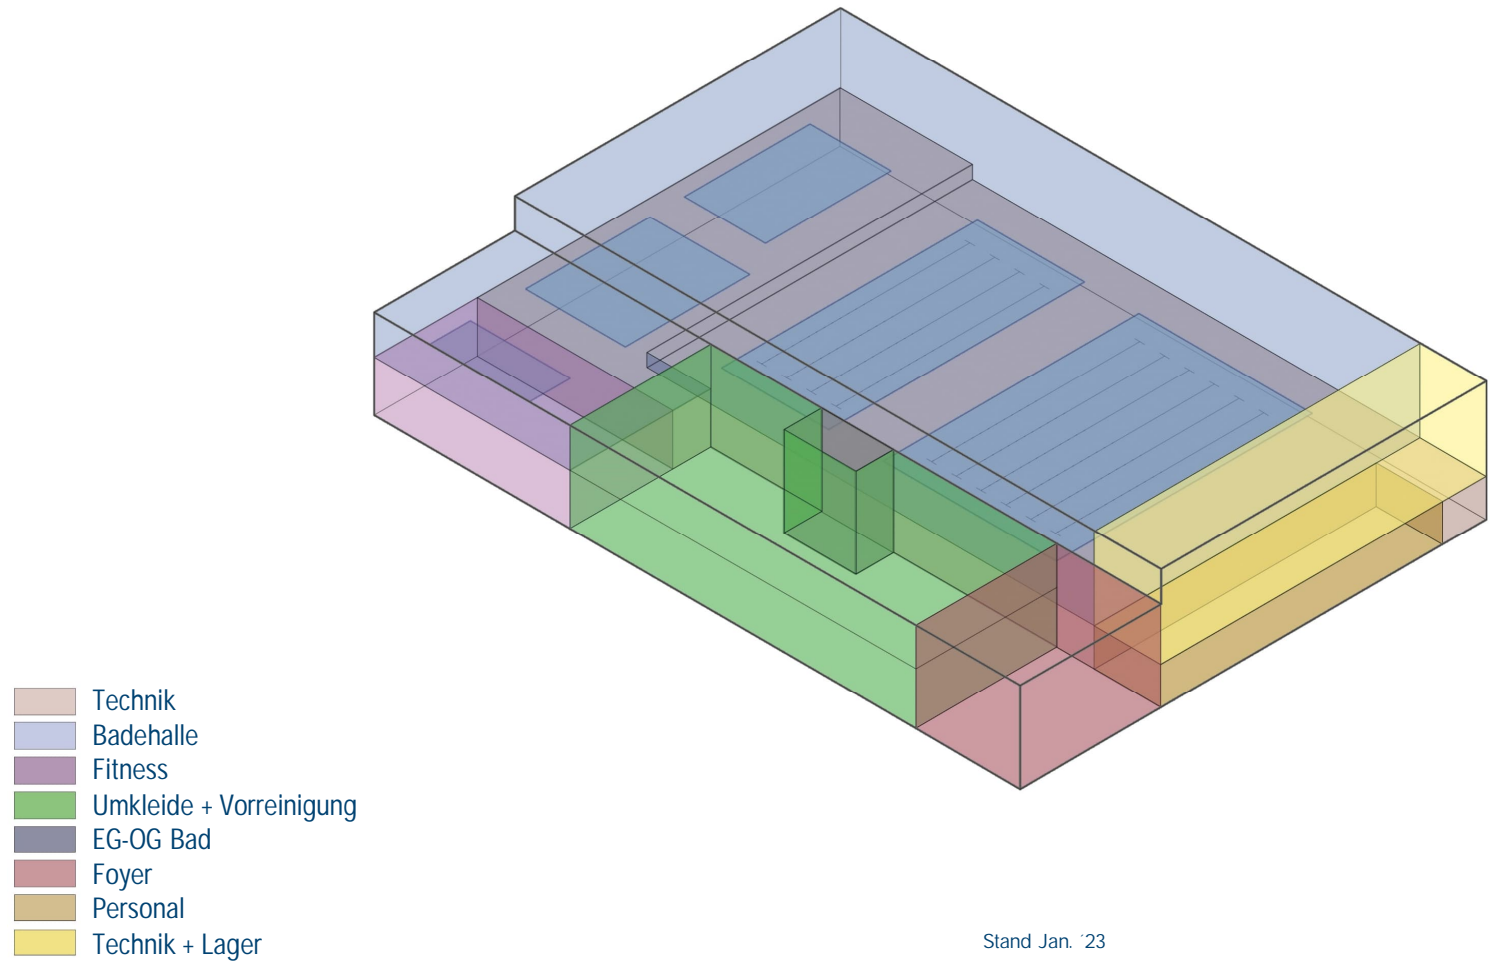 Technik
Badehalle
Fitness
Umkleide + Vorreinigung
EG-OG Bad
Foyer
Personal
Technik + Lager
Stand Jan. ´23